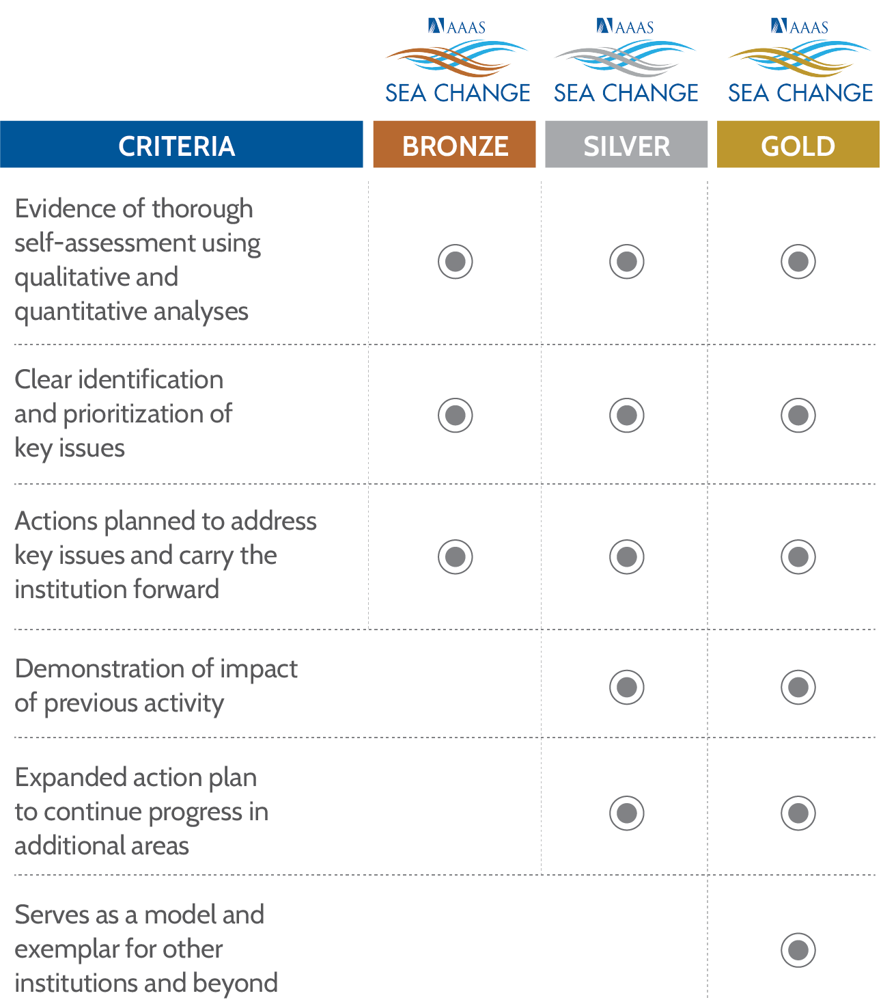 AAAS AAAS AAAS
SEA CHANGE SEA CHANGE SEA CHANGE
CRITERIA BRONZE SILVER GOLD
Evidence of thorough
self-assessment using
qualitative and
quantitative analyses
Clear identification
and prioritization of
key issues
Actions planned to address
key issues and carry the
institution forward
Demonstration of impact
of previous activity
Expanded action plan
to continue progress in
additional areas
Serves as a model and
exemplar for other
institutions and beyond